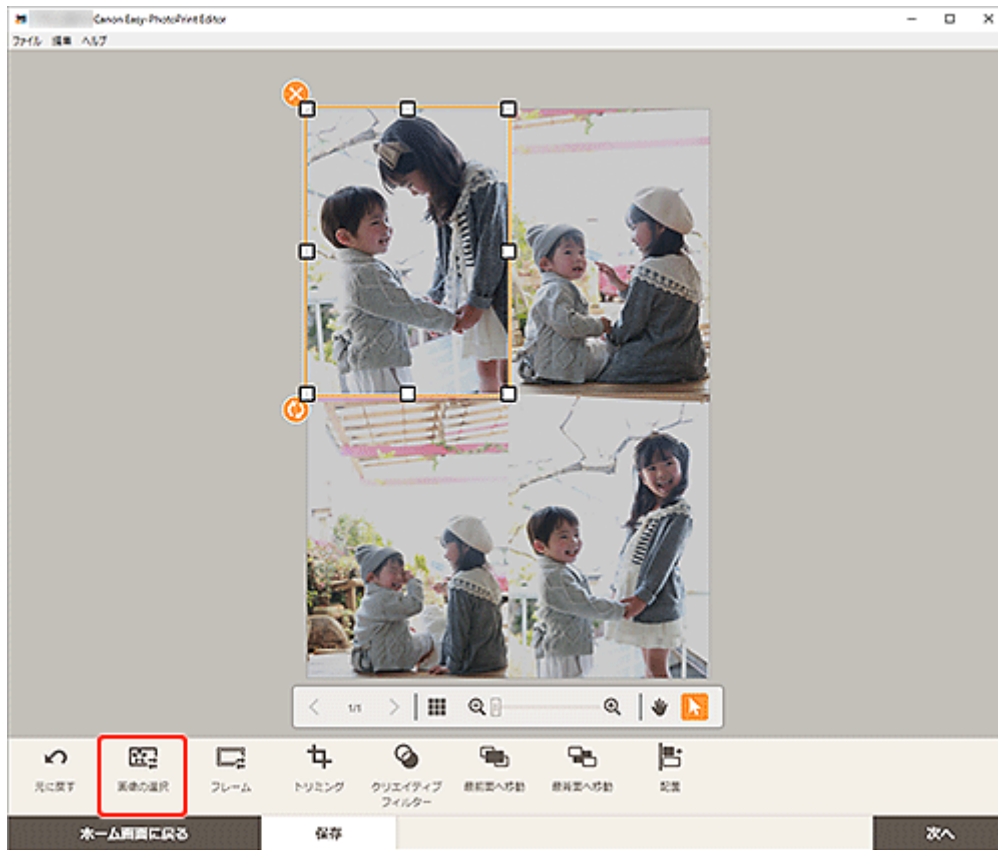 Canon Easy-PhotoPrint Editor
ファイル 編集 ヘルプ
1/1
元に戻す
画像の選択
フレーム
トリミング
クリエイティブ
フィルター
最前面へ移動
最背面へ移動
配置
ホーム画面に戻る
保存
次へ